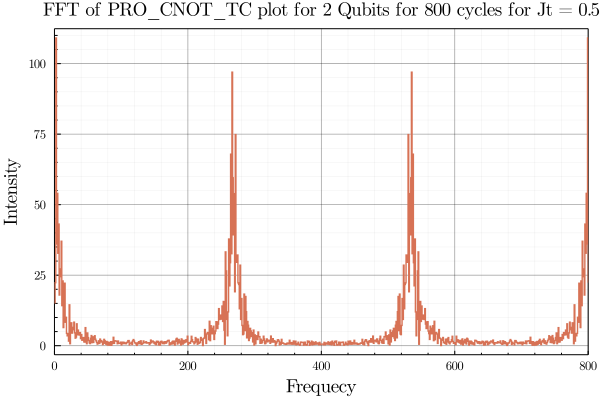 FFT of PRO_CNOT_TC plot for 2 Qubits for 800 cycles for Jt = 0.5
100
75
50
25
0
Intensity
0 200 400 600 800
Frequecy